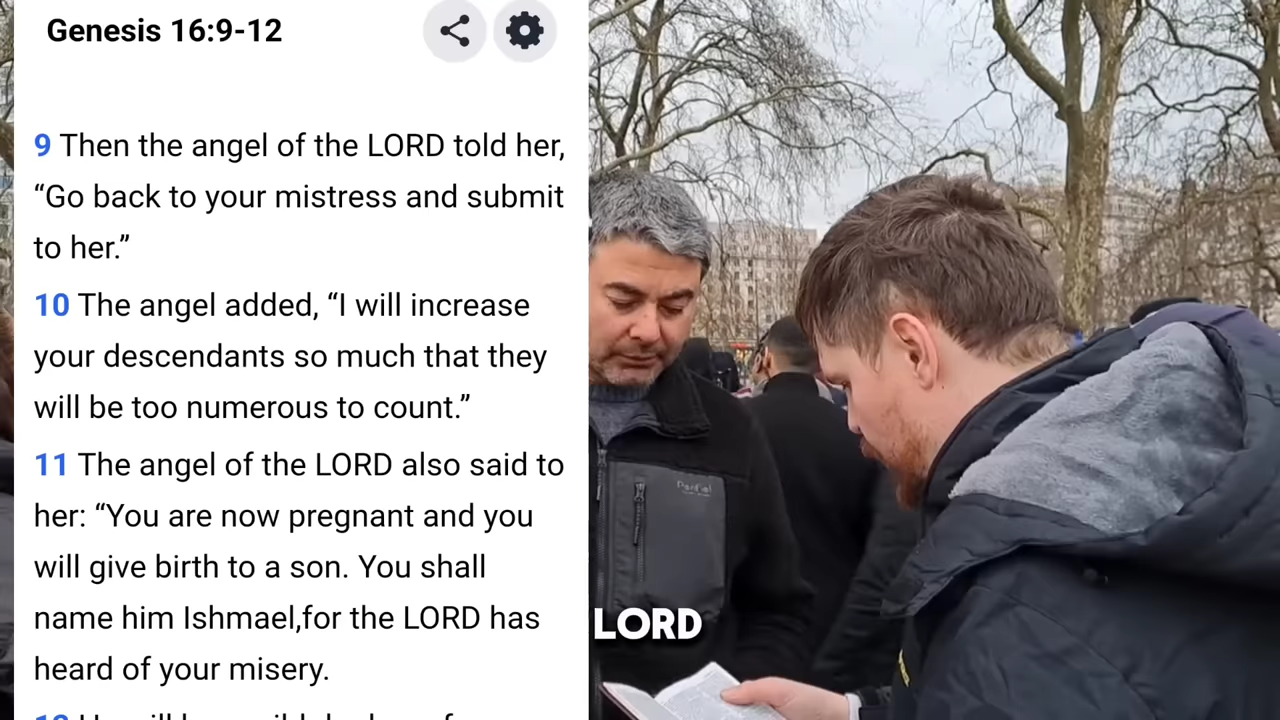 Genesis 16:9-12
9 Then the angel of the LORD told her,
“Go back to your mistress and submit
to her.”
10 The angel added, “I will increase
your descendants so much that they
will be too numerous to count.”
11 The angel of the LORD also said to
her: “You are now pregnant and you
will give birth to a son. You shall
name him Ishmael,for the LORD has
heard of your misery.
LORD